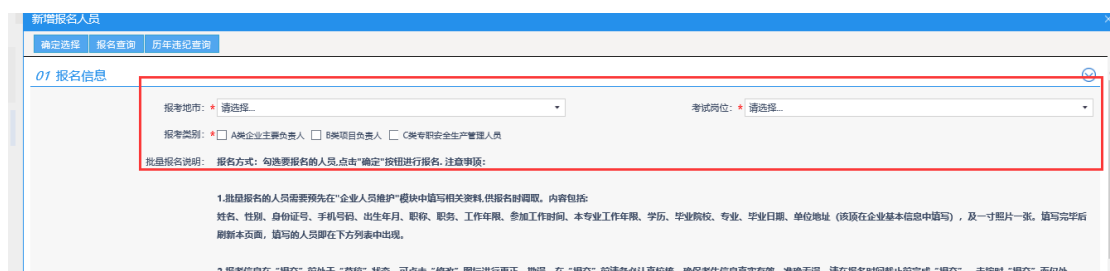 新增报名人员
确定选择 报名查询 历年违纪查询
01 报名信息
报考地市: * 请选择... 考试岗位: * 请选择...
报考类别: * A类企业主要负责人 B类项目负责人 C类专职安全生产管理人员
批量报名说明: 报名方式：勾选要报名的人员,点击"确定"按钮进行报名. 注意事项：
1.批量报名的人员需要预先在"企业人员维护"模块中填写相关资料,供报名时调取。内容包括:
姓名、性别、身份证号、手机号码、出生年月、职称、职务、工作年限、参加工作时间、本专业工作年限、学历、毕业院校、专业、毕业日期、单位地址（该项在企业基本信息中填写），及一寸照片一张。填写完毕后
刷新本页面，填写的人员即在下方列表中出现。